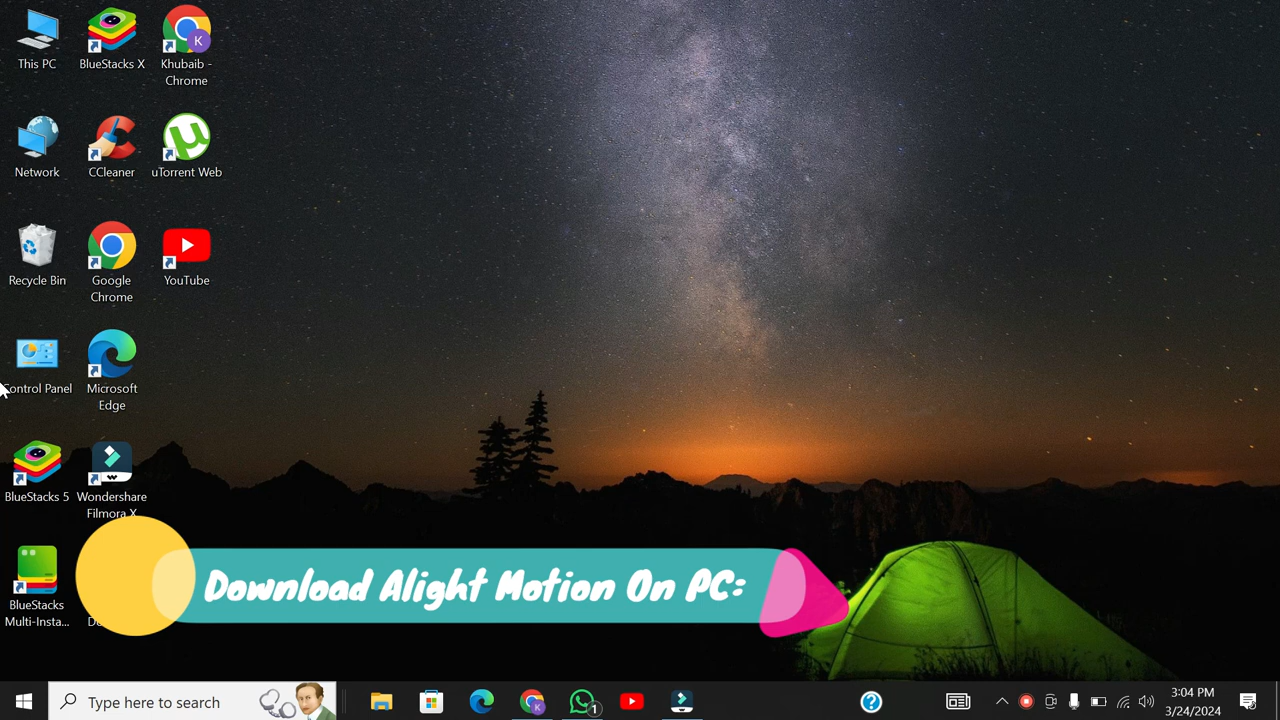 This PC
BlueStacks X
Khubaib -
Chrome
K
Network
CCleaner
uTorrent Web
Recycle Bin
Google
Chrome
YouTube
Control Panel
Microsoft
Edge
BlueStacks 5
Wondershare
Filmora X
BlueStacks
Multi-Insta...
Download Alight Motion On PC:
Type here to search
K
1
3:04 PM
3/24/2024